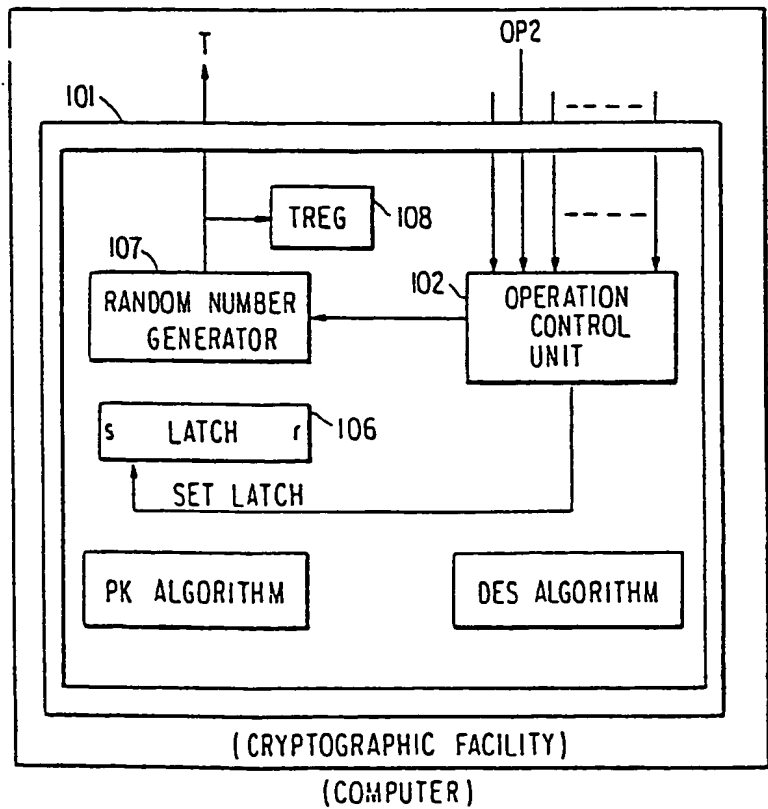 T
OP2
101
TREG
108
107
RANDOM NUMBER
GENERATOR
102
OPERATION
CONTROL
UNIT
s LATCH r
106
SET LATCH
PK ALGORITHM
DES ALGORITHM
(CRYPTOGRAPHIC FACILITY)
(COMPUTER)